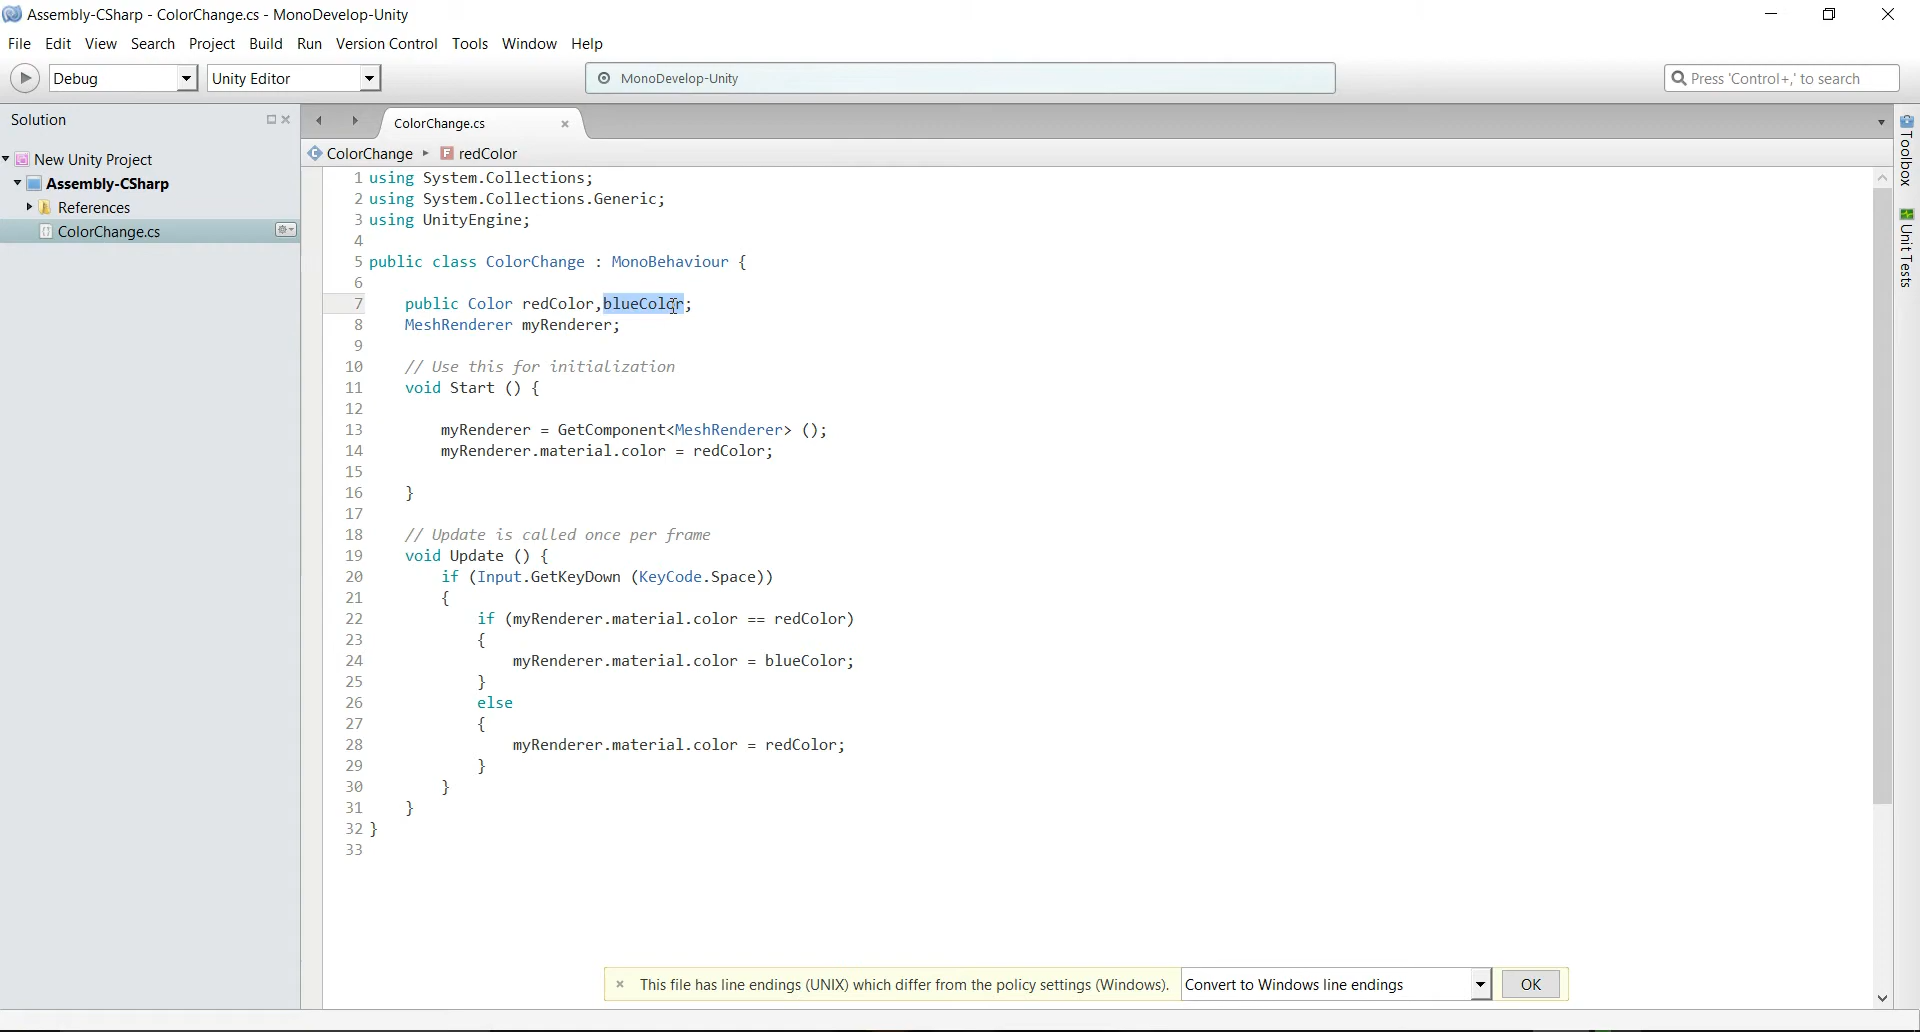 Assembly-CSharp - ColorChange.cs - MonoDevelop-Unity
File Edit View Search Project Build Run Version Control Tools Window Help
Debug Unity Editor MonoDevelop-Unity Press 'Control+,' to search
Solution
New Unity Project
Assembly-CSharp
References
ColorChange.cs
ColorChange.cs
ColorChange redColor
1 using System.Collections;
2 using System.Collections.Generic;
3 using UnityEngine;
4
5 public class ColorChange : MonoBehaviour {
6
7 public Color redColor,blueColor;
8 MeshRenderer myRenderer;
9
10 // Use this for initialization
11 void Start () {
12
13 myRenderer = GetComponent<MeshRenderer> ();
14 myRenderer.material.color = redColor;
15
16 }
17
18 // Update is called once per frame
19 void Update () {
20 if (Input.GetKeyDown (KeyCode.Space))
21 {
22 if (myRenderer.material.color == redColor)
23 {
24 myRenderer.material.color = blueColor;
25 }
26 else
27 {
28 myRenderer.material.color = redColor;
29 }
30 }
31 }
32 }
33
This file has line endings (UNIX) which differ from the policy settings (Windows). Convert to Windows line endings OK
Toolbox
Unit Tests